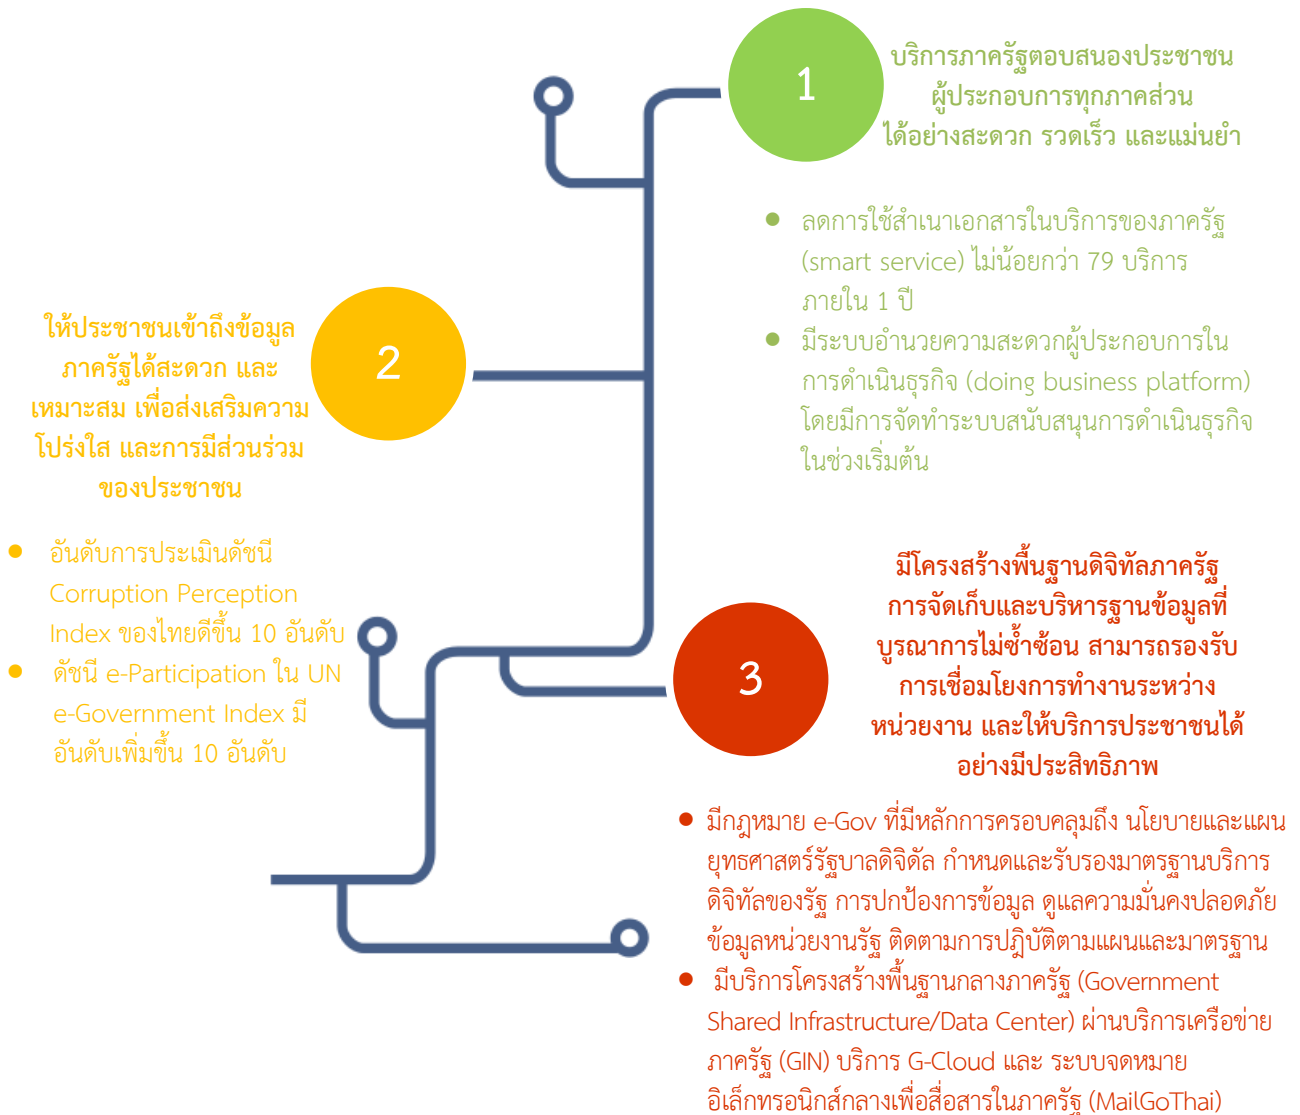 1
บริการภาครัฐตอบสนองประชาชน
ผู้ประกอบการทุกภาคส่วน
ได้อย่างสะดวก รวดเร็ว และแม่นยำ
● ลดการใช้สำเนาเอกสารในบริการของภาครัฐ
(smart service) ไม่น้อยกว่า 79 บริการ
ภายใน 1 ปี
● มีระบบอำนวยความสะดวกผู้ประกอบการใน
การดำเนินธุรกิจ (doing business platform)
โดยมีการจัดทำระบบสนับสนุนการดำเนินธุรกิจ
ในช่วงเริ่มต้น
2
ให้ประชาชนเข้าถึงข้อมูล
ภาครัฐได้สะดวก และ
เหมาะสม เพื่อส่งเสริมความ
โปร่งใส และการมีส่วนร่วม
ของประชาชน
● อันดับการประเมินดัชนี
Corruption Perception
Index ของไทยดีขึ้น 10 อันดับ
● ดัชนี e-Participation ใน UN
e-Government Index มี
อันดับเพิ่มขึ้น 10 อันดับ
3
มีโครงสร้างพื้นฐานดิจิทัลภาครัฐ
การจัดเก็บและบริหารฐานข้อมูลที่
บูรณาการไม่ซ้ำซ้อน สามารถรองรับ
การเชื่อมโยงการทำงานระหว่าง
หน่วยงาน และให้บริการประชาชนได้
อย่างมีประสิทธิภาพ
● มีกฎหมาย e-Gov ที่มีหลักการครอบคลุมถึง นโยบายและแผน
ยุทธศาสตร์รัฐบาลดิจิดัล กำหนดและรับรองมาตรฐานบริการ
ดิจิทัลของรัฐ การปกป้องการข้อมูล ดูแลความมั่นคงปลอดภัย
ข้อมูลหน่วยงานรัฐ ติดตามการปฎิบัติตามแผนและมาตรฐาน
● มีบริการโครงสร้างพื้นฐานกลางภาครัฐ (Government
Shared Infrastructure/Data Center) ผ่านบริการเครือข่าย
ภาครัฐ (GIN) บริการ G-Cloud และ ระบบจดหมาย
อิเล็กทรอนิกส์กลางเพื่อสื่อสารในภาครัฐ (MailGoThai)